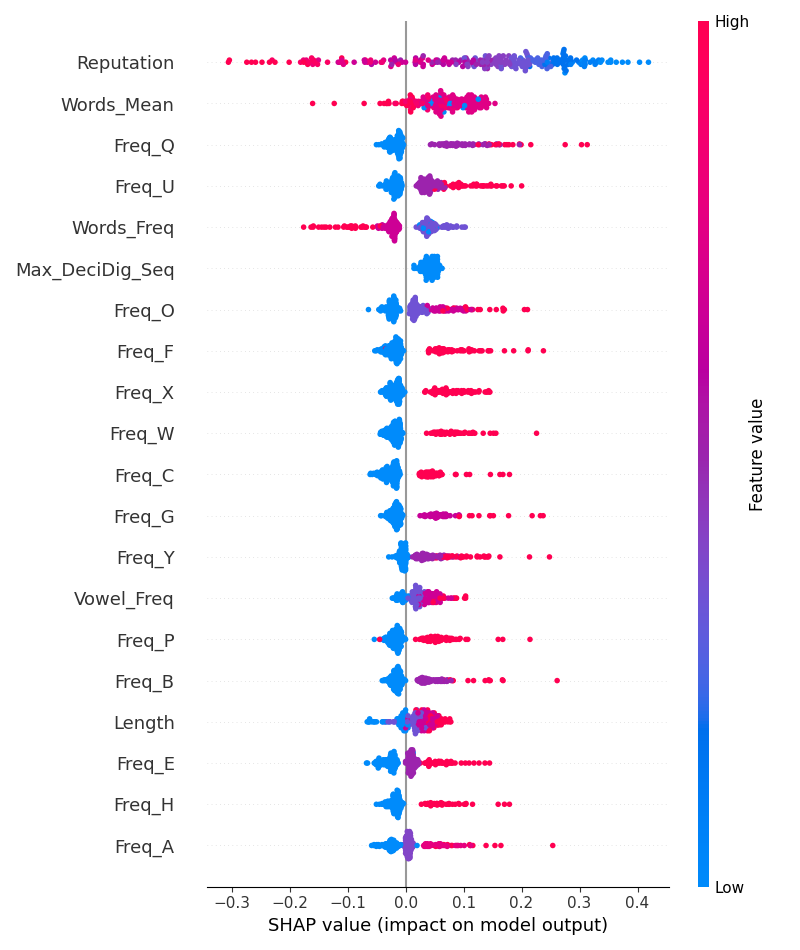 High
Reputation
Words_Mean
Freq_Q
Freq_U
Words_Freq
Max_DeciDig_Seq
Freq_O
Freq_F
Freq_X
Freq_W
Freq_C
Freq_G
Freq_Y
Vowel_Freq
Freq_P
Freq_B
Length
Freq_E
Freq_H
Freq_A
Feature value
Low
−0.3 −0.2 −0.1 0.0 0.1 0.2 0.3 0.4
SHAP value (impact on model output)